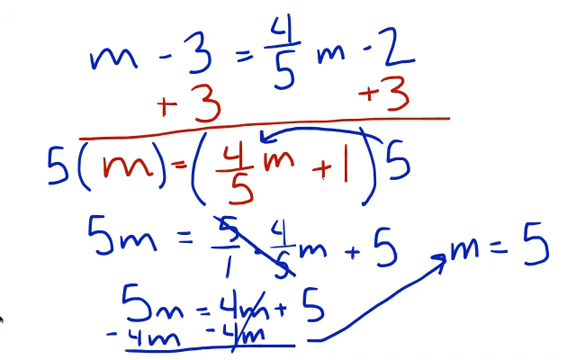 m - 3 = 4/5 m - 2
+ 3 +3
5(m) = (4/5 m + 1)5
5m = 5/1 · 4/5 m + 5
5m = 4m + 5
-4m -4m
m = 5